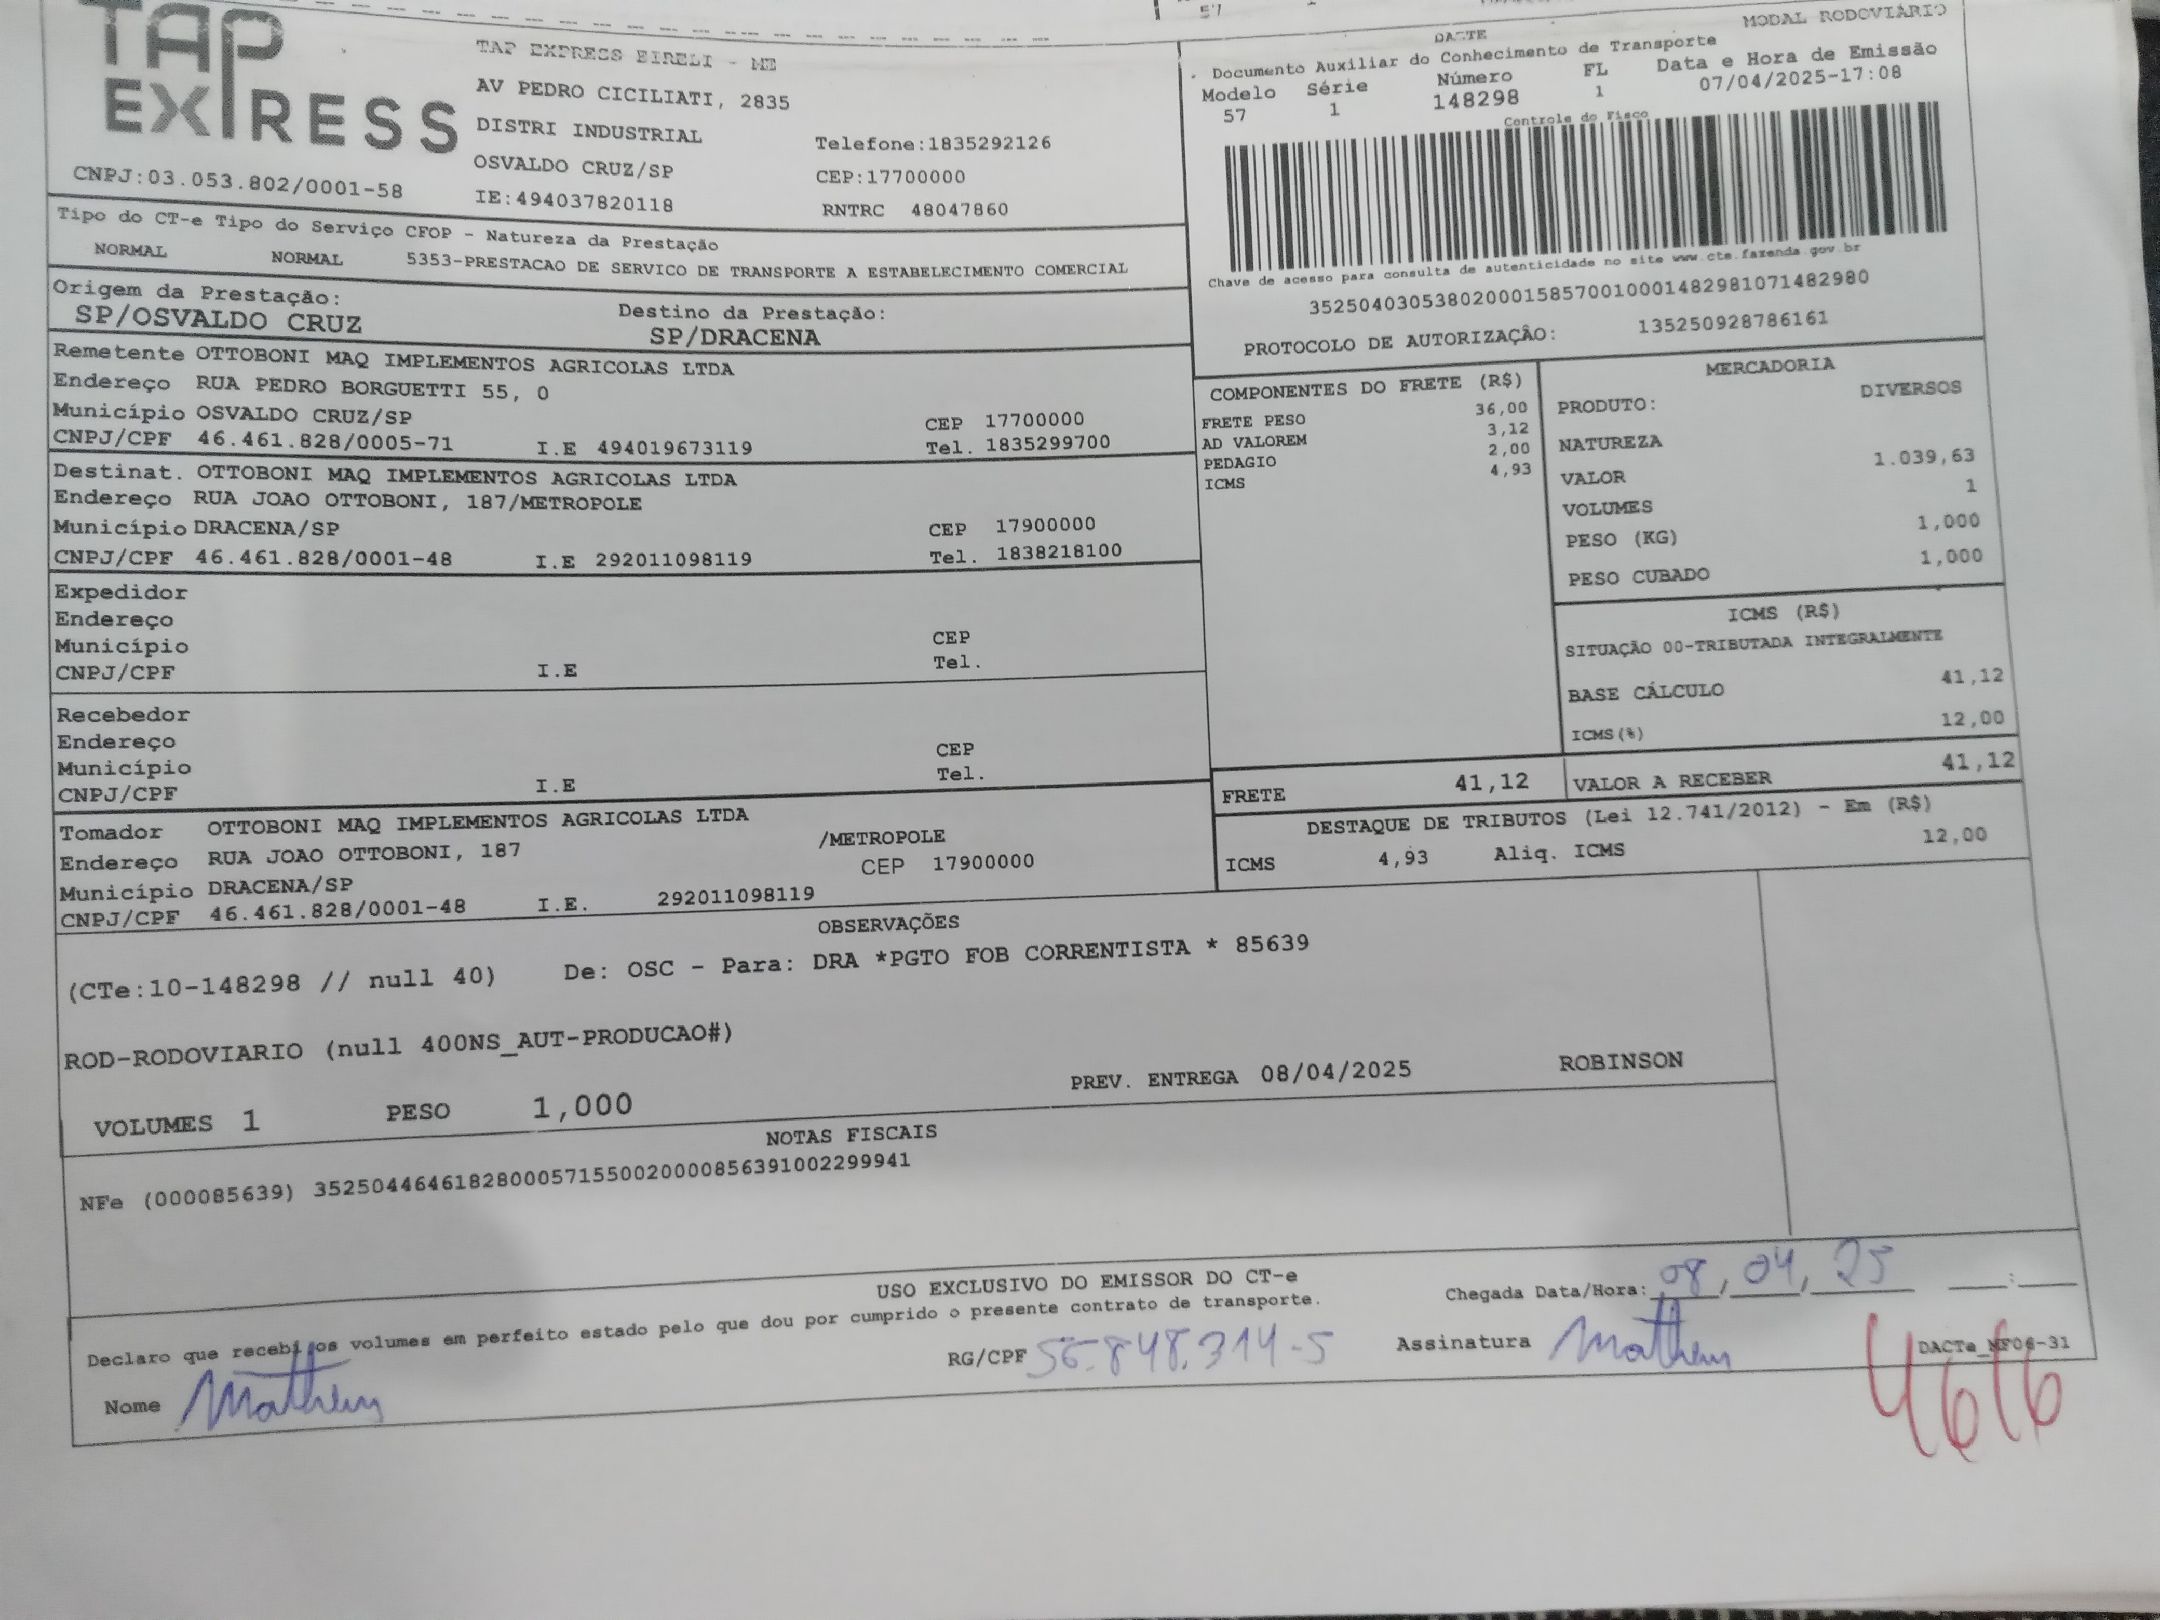 TAP
EXPRESS
TAP EXPRESS EIRELI - ME
AV PEDRO CICILIATI, 2835
DISTRI INDUSTRIAL Telefone:1835292126
OSVALDO CRUZ/SP CEP:17700000
CNPJ:03.053.802/0001-58 IE:494037820118 RNTRC 48047860
57
MODAL RODOVIÁRIO
DACTE
Documento Auxiliar do Conhecimento de Transporte
Modelo Série Número FL Data e Hora de Emissão
57 1 148298 1 07/04/2025-17:08
Controle do Fisco
Chave de acesso para consulta de autenticidade no site www.cte.fazenda.gov.br
35250403053802000158570010001482981071482980
PROTOCOLO DE AUTORIZAÇÂO: 135250928786161
Tipo do CT-e Tipo do Serviço CFOP - Natureza da Prestação
NORMAL NORMAL 5353-PRESTACAO DE SERVICO DE TRANSPORTE A ESTABELECIMENTO COMERCIAL
Origem da Prestação: Destino da Prestação:
SP/OSVALDO CRUZ SP/DRACENA
Remetente OTTOBONI MAQ IMPLEMENTOS AGRICOLAS LTDA
Endereço RUA PEDRO BORGUETTI 55, 0
Município OSVALDO CRUZ/SP CEP 17700000
CNPJ/CPF 46.461.828/0005-71 I.E 494019673119 Tel. 1835299700
Destinat. OTTOBONI MAQ IMPLEMENTOS AGRICOLAS LTDA
Endereço RUA JOAO OTTOBONI, 187/METROPOLE
Município DRACENA/SP CEP 17900000
CNPJ/CPF 46.461.828/0001-48 I.E 292011098119 Tel. 1838218100
Expedidor
Endereço
Município CEP
CNPJ/CPF I.E Tel.
Recebedor
Endereço
Município CEP
CNPJ/CPF I.E Tel.
Tomador OTTOBONI MAQ IMPLEMENTOS AGRICOLAS LTDA
Endereço RUA JOAO OTTOBONI, 187 /METROPOLE
Município DRACENA/SP CEP 17900000
CNPJ/CPF 46.461.828/0001-48 I.E. 292011098119
COMPONENTES DO FRETE (R$)
FRETE PESO 36,00
AD VALOREM 3,12
PEDAGIO 2,00
ICMS 4,93
MERCADORIA
PRODUTO: DIVERSOS
NATUREZA
VALOR 1.039,63
VOLUMES 1
PESO (KG) 1,000
PESO CUBADO 1,000
ICMS (R$)
SITUAÇÃO 00-TRIBUTADA INTEGRALMENTE
BASE CÁLCULO 41,12
ICMS(%) 12,00
FRETE 41,12 VALOR A RECEBER 41,12
DESTAQUE DE TRIBUTOS (Lei 12.741/2012) - Em (R$)
ICMS 4,93 Aliq. ICMS 12,00
OBSERVAÇÕES
(CTe:10-148298 // null 40) De: OSC - Para: DRA *PGTO FOB CORRENTISTA * 85639
ROD-RODOVIARIO (null 400NS_AUT-PRODUCAO#)
VOLUMES 1 PESO 1,000 PREV. ENTREGA 08/04/2025 ROBINSON
NOTAS FISCAIS
NFe (000085639) 35250446461828000571550020000856391002299941
USO EXCLUSIVO DO EMISSOR DO CT-e
Declaro que recebi os volumes em perfeito estado pelo que dou por cumprido o presente contrato de transporte.
Chegada Data/Hora: 08/04/25 :
Nome Matheus RG/CPF 56.848.314-5 Assinatura Matheus DACTe_MF06-31
4616